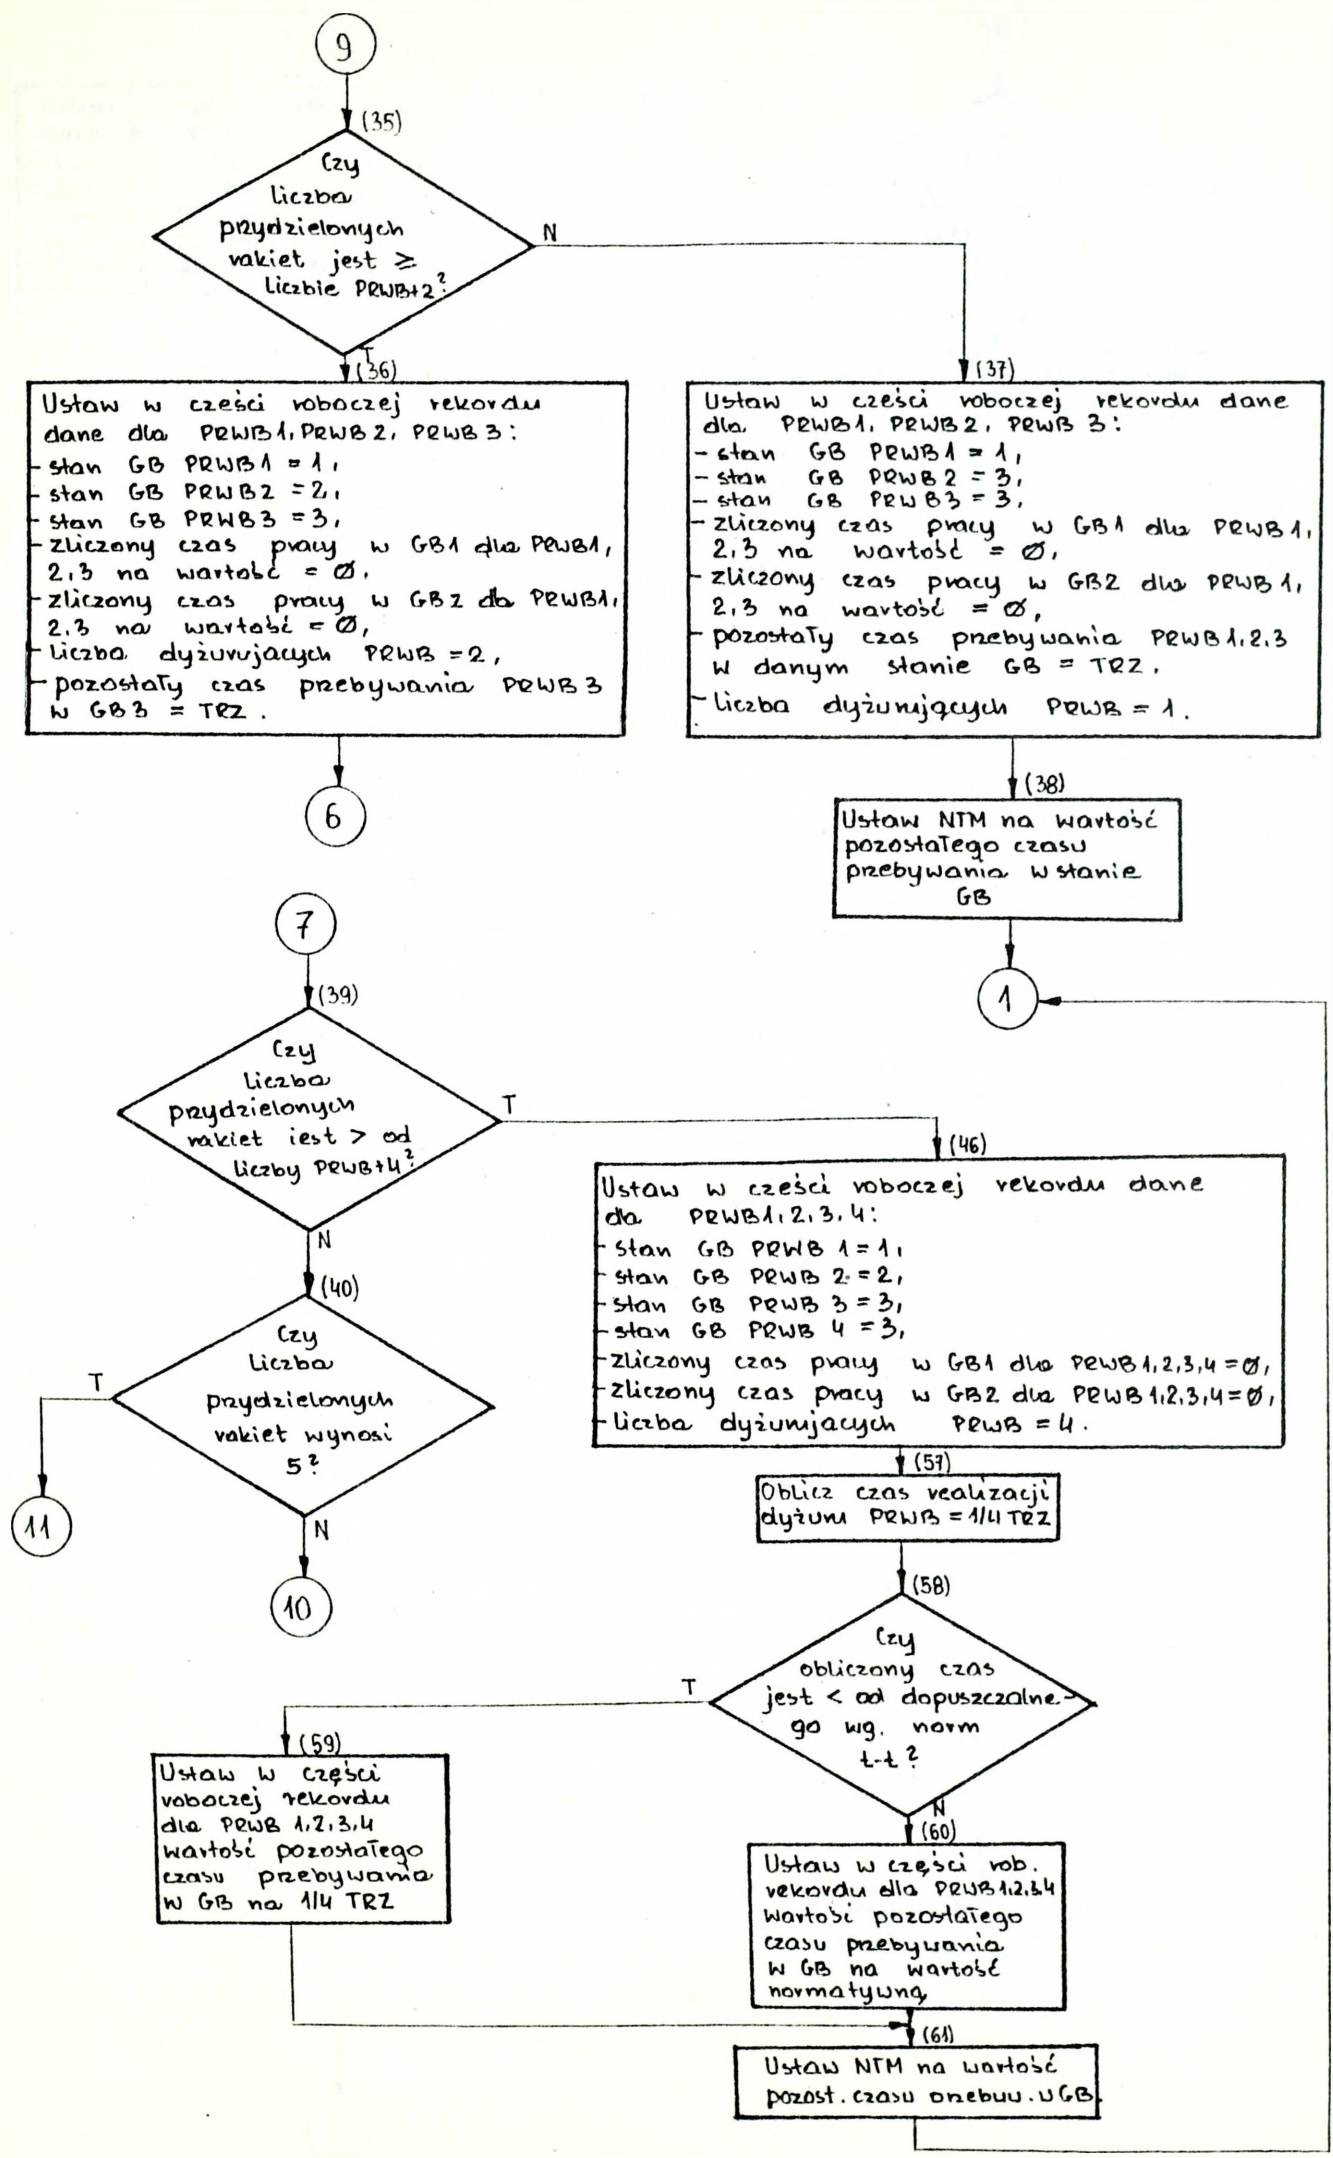 9
(35)
Czy
liczba
przydzielonych
rakiet jest ≥
liczbie PRWB+2?
N
T
(36)
Ustaw w cześci roboczej rekordu
dane dla PRWB1, PRWB2, PRWB3:
- stan GB PRWB1 = 1,
- stan GB PRWB2 = 2,
- stan GB PRWB3 = 3,
- zliczony czas pracy w GB1 dla PRWB1,
2,3 na wartość = Ø,
- zliczony czas pracy w GB2 dla PRWB1,
2,3 na wartość = Ø,
- liczba dyżurujacych PRWB = 2,
- pozostały czas przebywania PRWB3
w GB3 = TRZ.
6
(37)
Ustaw w cześci roboczej rekordu dane
dla PRWB1, PRWB2, PRWB3:
- stan GB PRWB1 = 1,
- stan GB PRWB2 = 3,
- stan GB PRWB3 = 3,
- zliczony czas pracy w GB1 dla PRWB1,
2,3 na wartość = Ø,
- zliczony czas pracy w GB2 dla PRWB1,
2,3 na wartość = Ø,
- pozostały czas przebywania PRWB1,2,3
w danym stanie GB = TRZ.
- liczba dyżurujących PRWB = 1.
(38)
Ustaw NTM na wartość
pozostałego czasu
przebywania w stanie
GB
1
7
(39)
Czy
liczba
przydzielonych
rakiet jest > od
liczby PRWB+4?
T
N
(40)
Czy
liczba
przydzielonych
rakiet wynosi
5?
T
11
N
10
(46)
Ustaw w cześci roboczej rekordu dane
dla PRWB1,2,3,4:
- stan GB PRWB 1 = 1,
- stan GB PRWB 2 = 2,
- stan GB PRWB 3 = 3,
- stan GB PRWB 4 = 3,
- zliczony czas pracy w GB1 dla PRWB1,2,3,4=Ø,
- zliczony czas pracy w GB2 dla PRWB1,2,3,4=Ø,
- liczba dyżurujacych PRWB = 4.
(57)
Oblicz czas realizacji
dyżuru PRWB = 1/4 TRZ
(58)
Czy
obliczony czas
jest < od dopuszczalne-
go wg. norm
t-t?
T
N
(59)
Ustaw w części
roboczej rekordu
dla PRWB 1,2,3,4
wartość pozostałego
czasu przebywania
w GB na 1/4 TRZ
(60)
Ustaw w części rob.
rekordu dla PRWB1,2,3,4
wartość pozostałego
czasu przebywania
w GB na wartość
normatywną
(61)
Ustaw NTM na wartość
pozost. czasu przebyw. w GB.